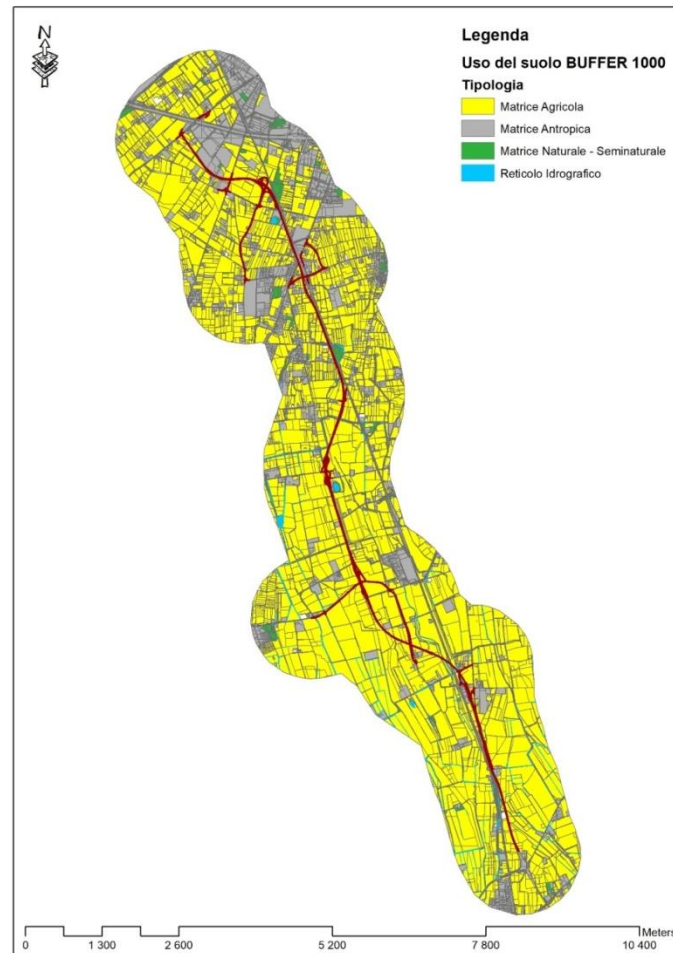 N
Legenda
Uso del suolo BUFFER 1000
Tipologia
Matrice Agricola
Matrice Antropica
Matrice Naturale - Seminaturale
Reticolo Idrografico
Meters
0 1 300 2 600 5 200 7 800 10 400